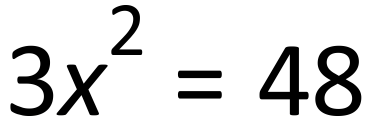 3x² = 48